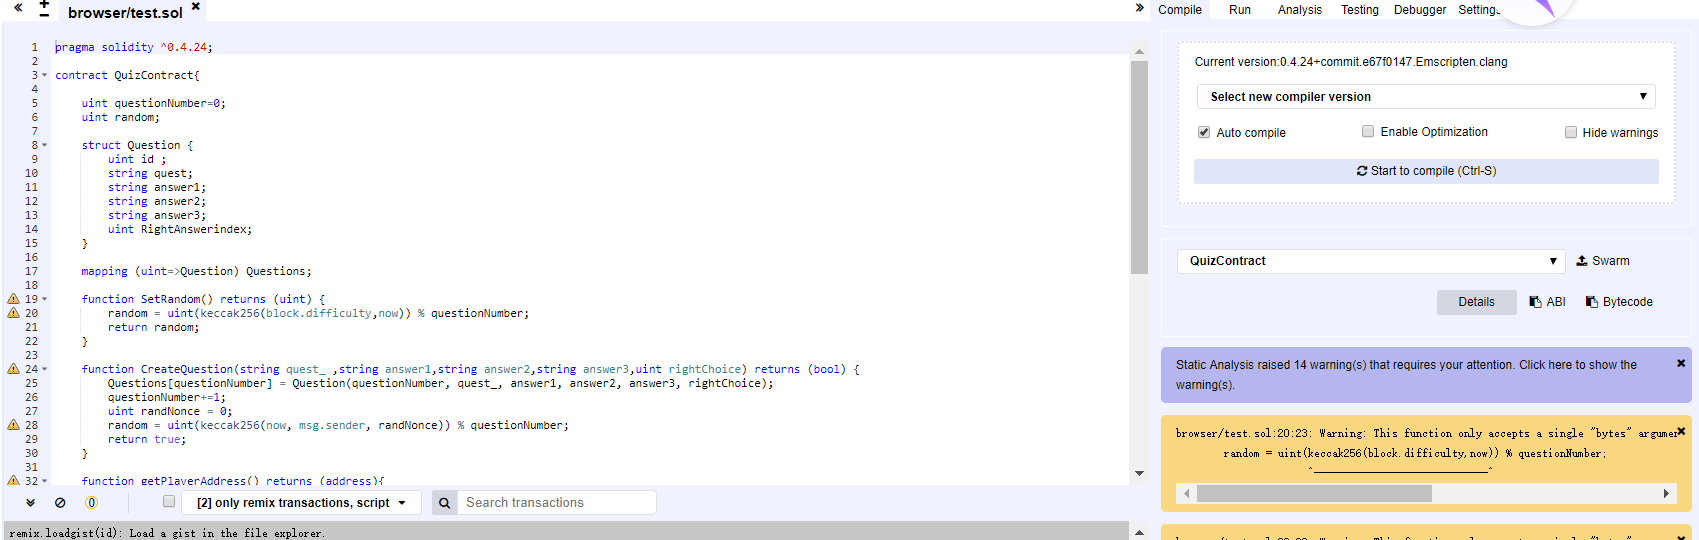 browser/test.sol
1 pragma solidity ^0.4.24;
2
3 contract QuizContract{
4
5 uint questionNumber=0;
6 uint random;
7
8 struct Question {
9 uint id ;
10 string quest;
11 string answer1;
12 string answer2;
13 string answer3;
14 uint RightAnswerindex;
15 }
16
17 mapping (uint=>Question) Questions;
18
19 function SetRandom() returns (uint) {
20 random = uint(keccak256(block.difficulty,now)) % questionNumber;
21 return random;
22 }
23
24 function CreateQuestion(string quest_ ,string answer1,string answer2,string answer3,uint rightChoice) returns (bool) {
25 Questions[questionNumber] = Question(questionNumber, quest_, answer1, answer2, answer3, rightChoice);
26 questionNumber+=1;
27 uint randNonce = 0;
28 random = uint(keccak256(now, msg.sender, randNonce)) % questionNumber;
29 return true;
30 }
31
32 function getPlayerAddress() returns (address){
0 [2] only remix transactions, script Search transactions
remix.loadgist(id): Load a gist in the file explorer.
Compile Run Analysis Testing Debugger Settings
Current version:0.4.24+commit.e67f0147.Emscripten.clang
Select new compiler version
Auto compile Enable Optimization Hide warnings
Start to compile (Ctrl-S)
QuizContract Swarm
Details ABI Bytecode
Static Analysis raised 14 warning(s) that requires your attention. Click here to show the
warning(s).
browser/test.sol:20:23: Warning: This function only accepts a single "bytes" argumen
random = uint(keccak256(block.difficulty,now)) % questionNumber;
^______________________________^